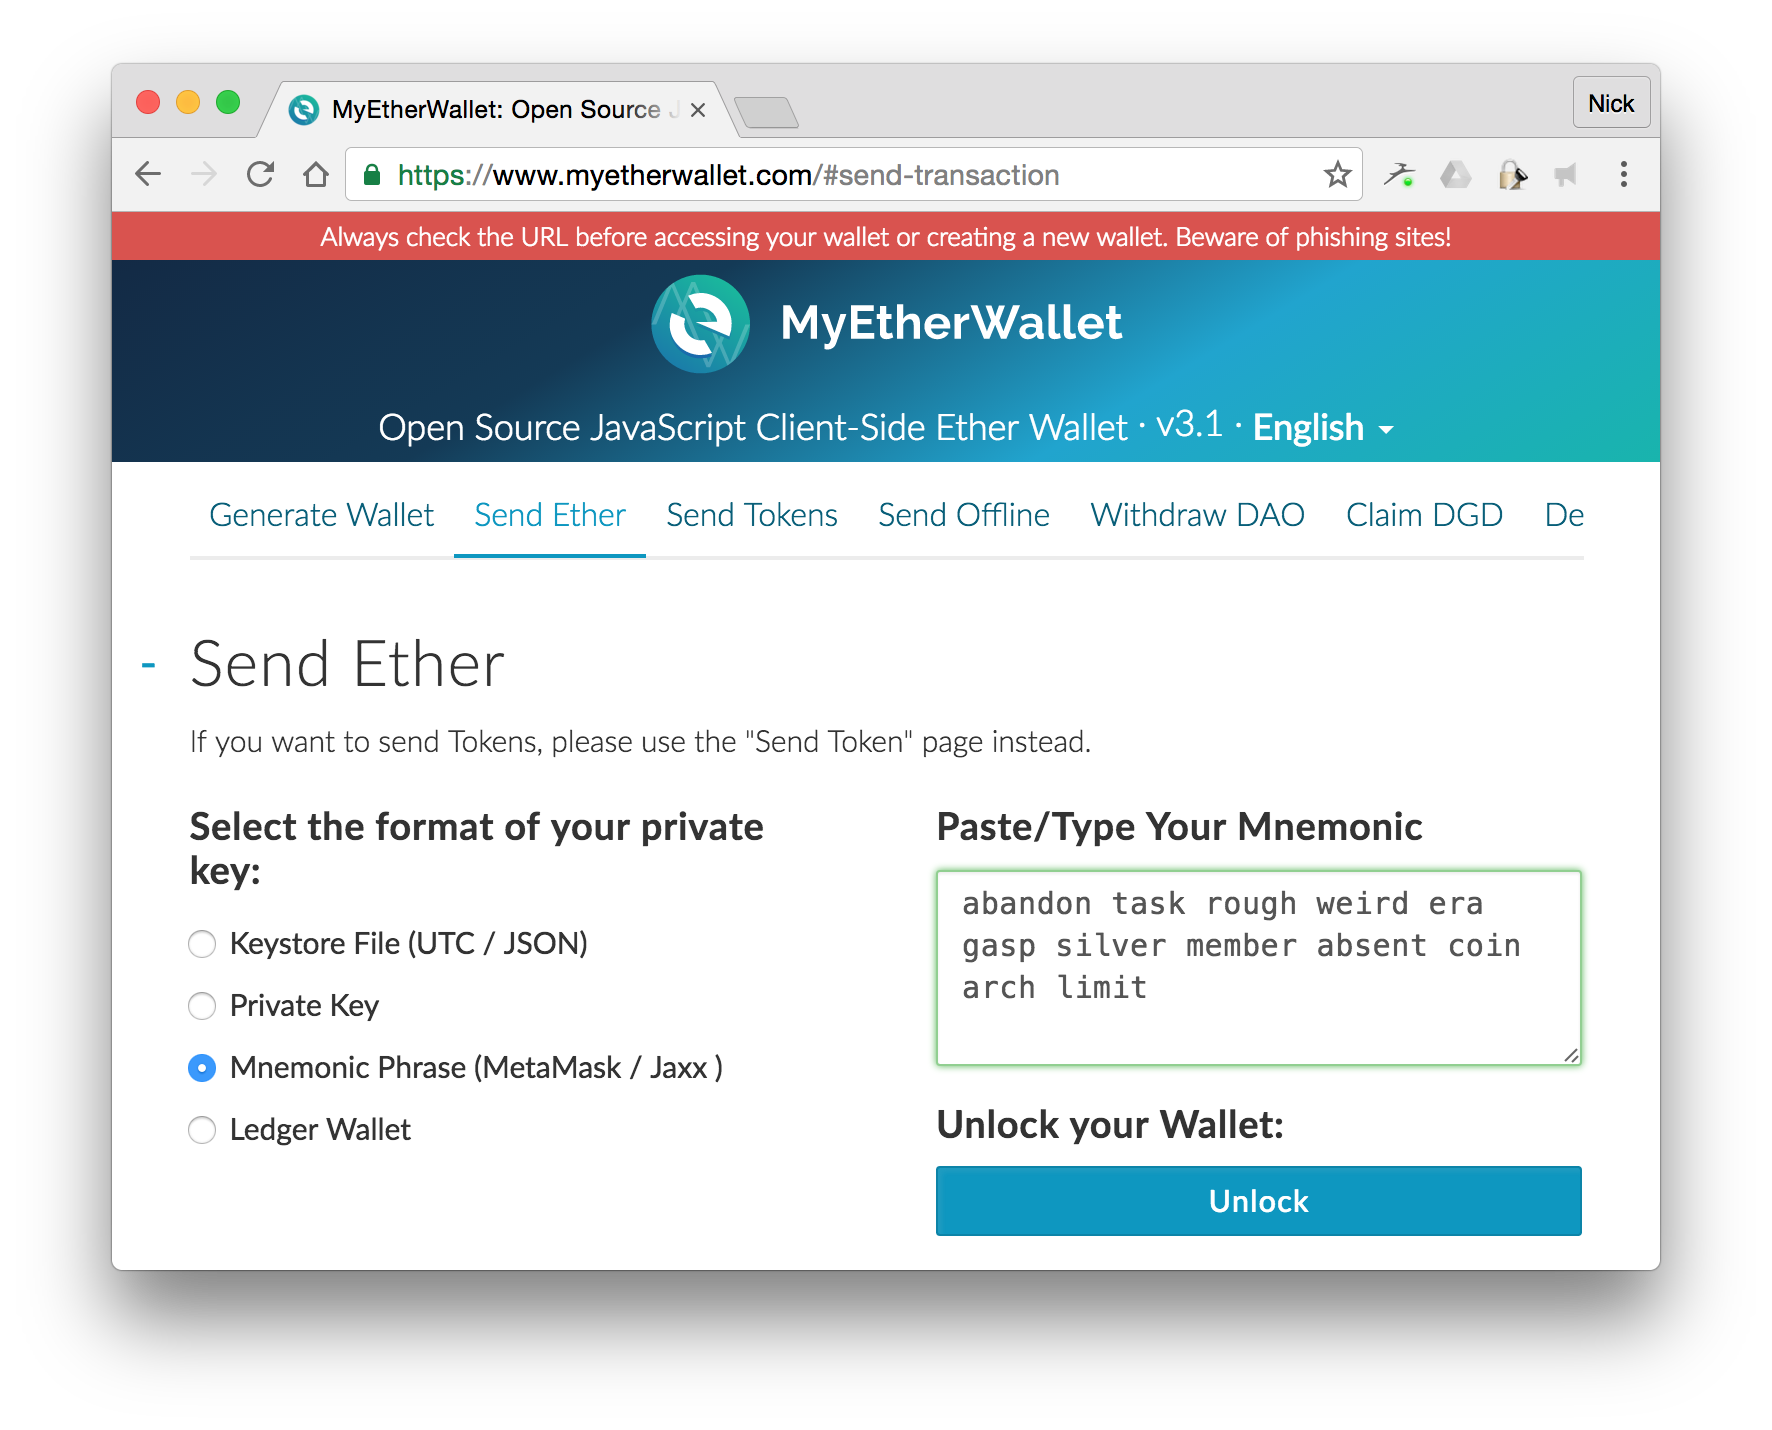 MyEtherWallet: Open Source J
Nick
https://www.myetherwallet.com/#send-transaction
Always check the URL before accessing your wallet or creating a new wallet. Beware of phishing sites!
MyEtherWallet
Open Source JavaScript Client-Side Ether Wallet · v3.1 · English
Generate Wallet Send Ether Send Tokens Send Offline Withdraw DAO Claim DGD De
- Send Ether
If you want to send Tokens, please use the "Send Token" page instead.
Select the format of your private
key:
Keystore File (UTC / JSON)
Private Key
Mnemonic Phrase (MetaMask / Jaxx )
Ledger Wallet
Paste/Type Your Mnemonic
abandon task rough weird era
gasp silver member absent coin
arch limit
Unlock your Wallet:
Unlock